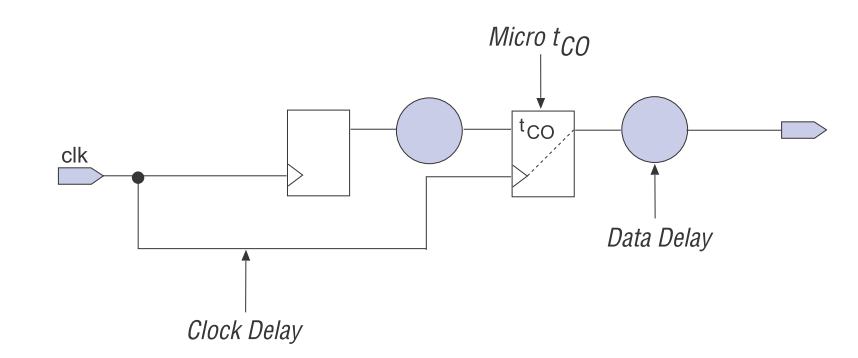 Micro tCO
tCO
clk
Data Delay
Clock Delay